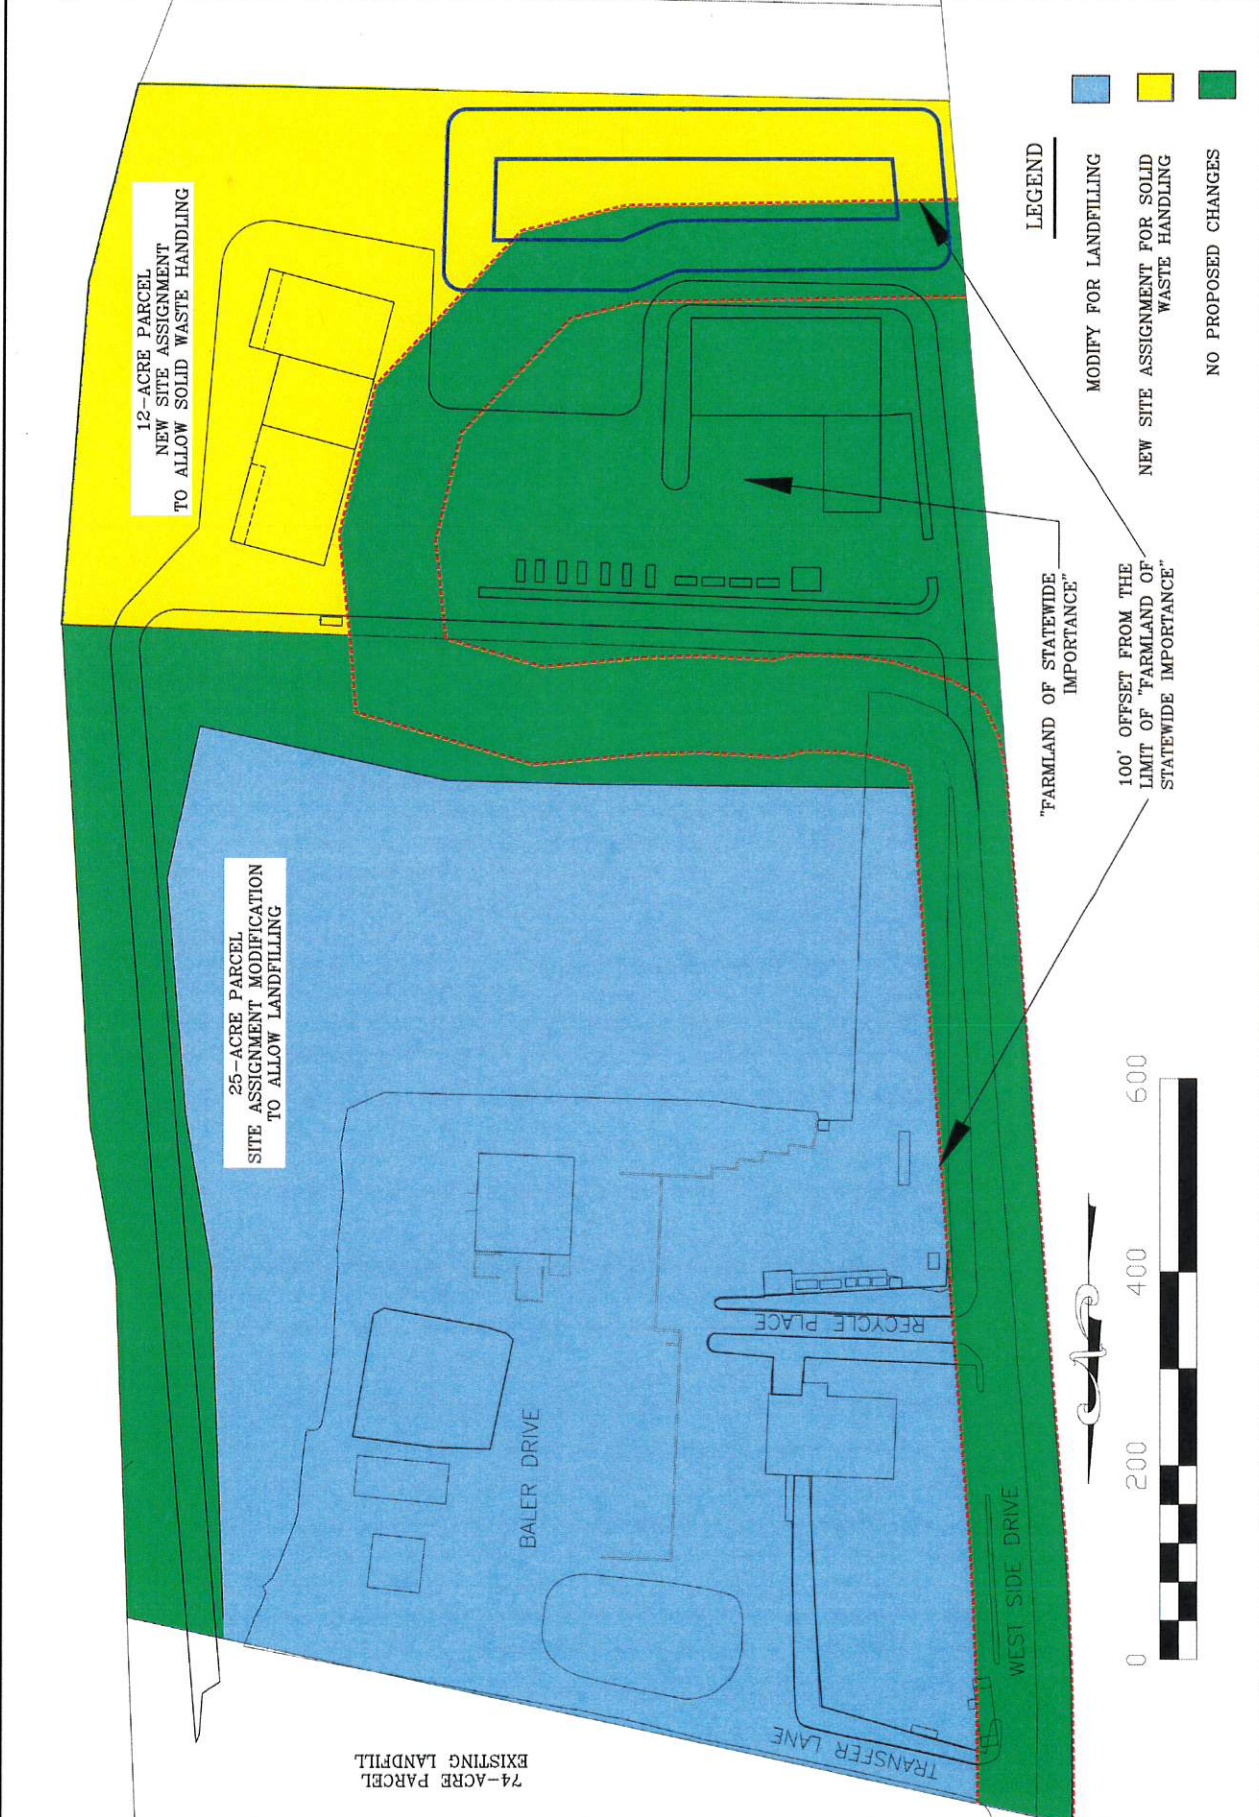 12-ACRE PARCEL
NEW SITE ASSIGNMENT
TO ALLOW SOLID WASTE HANDLING
25-ACRE PARCEL
SITE ASSIGNMENT MODIFICATION
TO ALLOW LANDFILLING
74-ACRE PARCEL
EXISTING LANDFILL
BALER DRIVE
RECYCLE PLACE
TRANSFER LANE
WEST SIDE DRIVE
"FARMLAND OF STATEWIDE
IMPORTANCE"
100' OFFSET FROM THE
LIMIT OF "FARMLAND OF
STATEWIDE IMPORTANCE"
LEGEND
MODIFY FOR LANDFILLING
NEW SITE ASSIGNMENT FOR SOLID
WASTE HANDLING
NO PROPOSED CHANGES
0 200 400 600